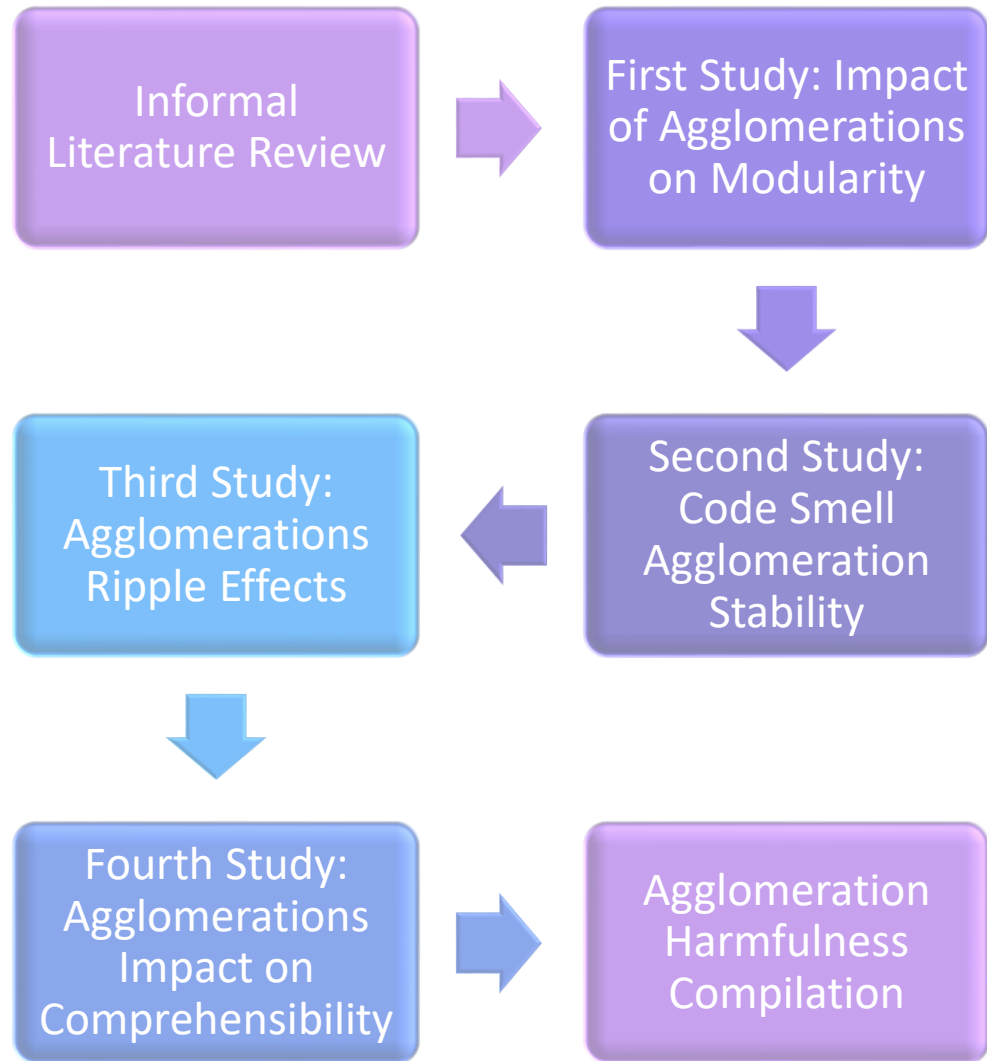 Informal
Literature Review
First Study: Impact
of Agglomerations
on Modularity
Second Study:
Code Smell
Agglomeration
Stability
Third Study:
Agglomerations
Ripple Effects
Fourth Study:
Agglomerations
Impact on
Comprehensibility
Agglomeration
Harmfulness
Compilation